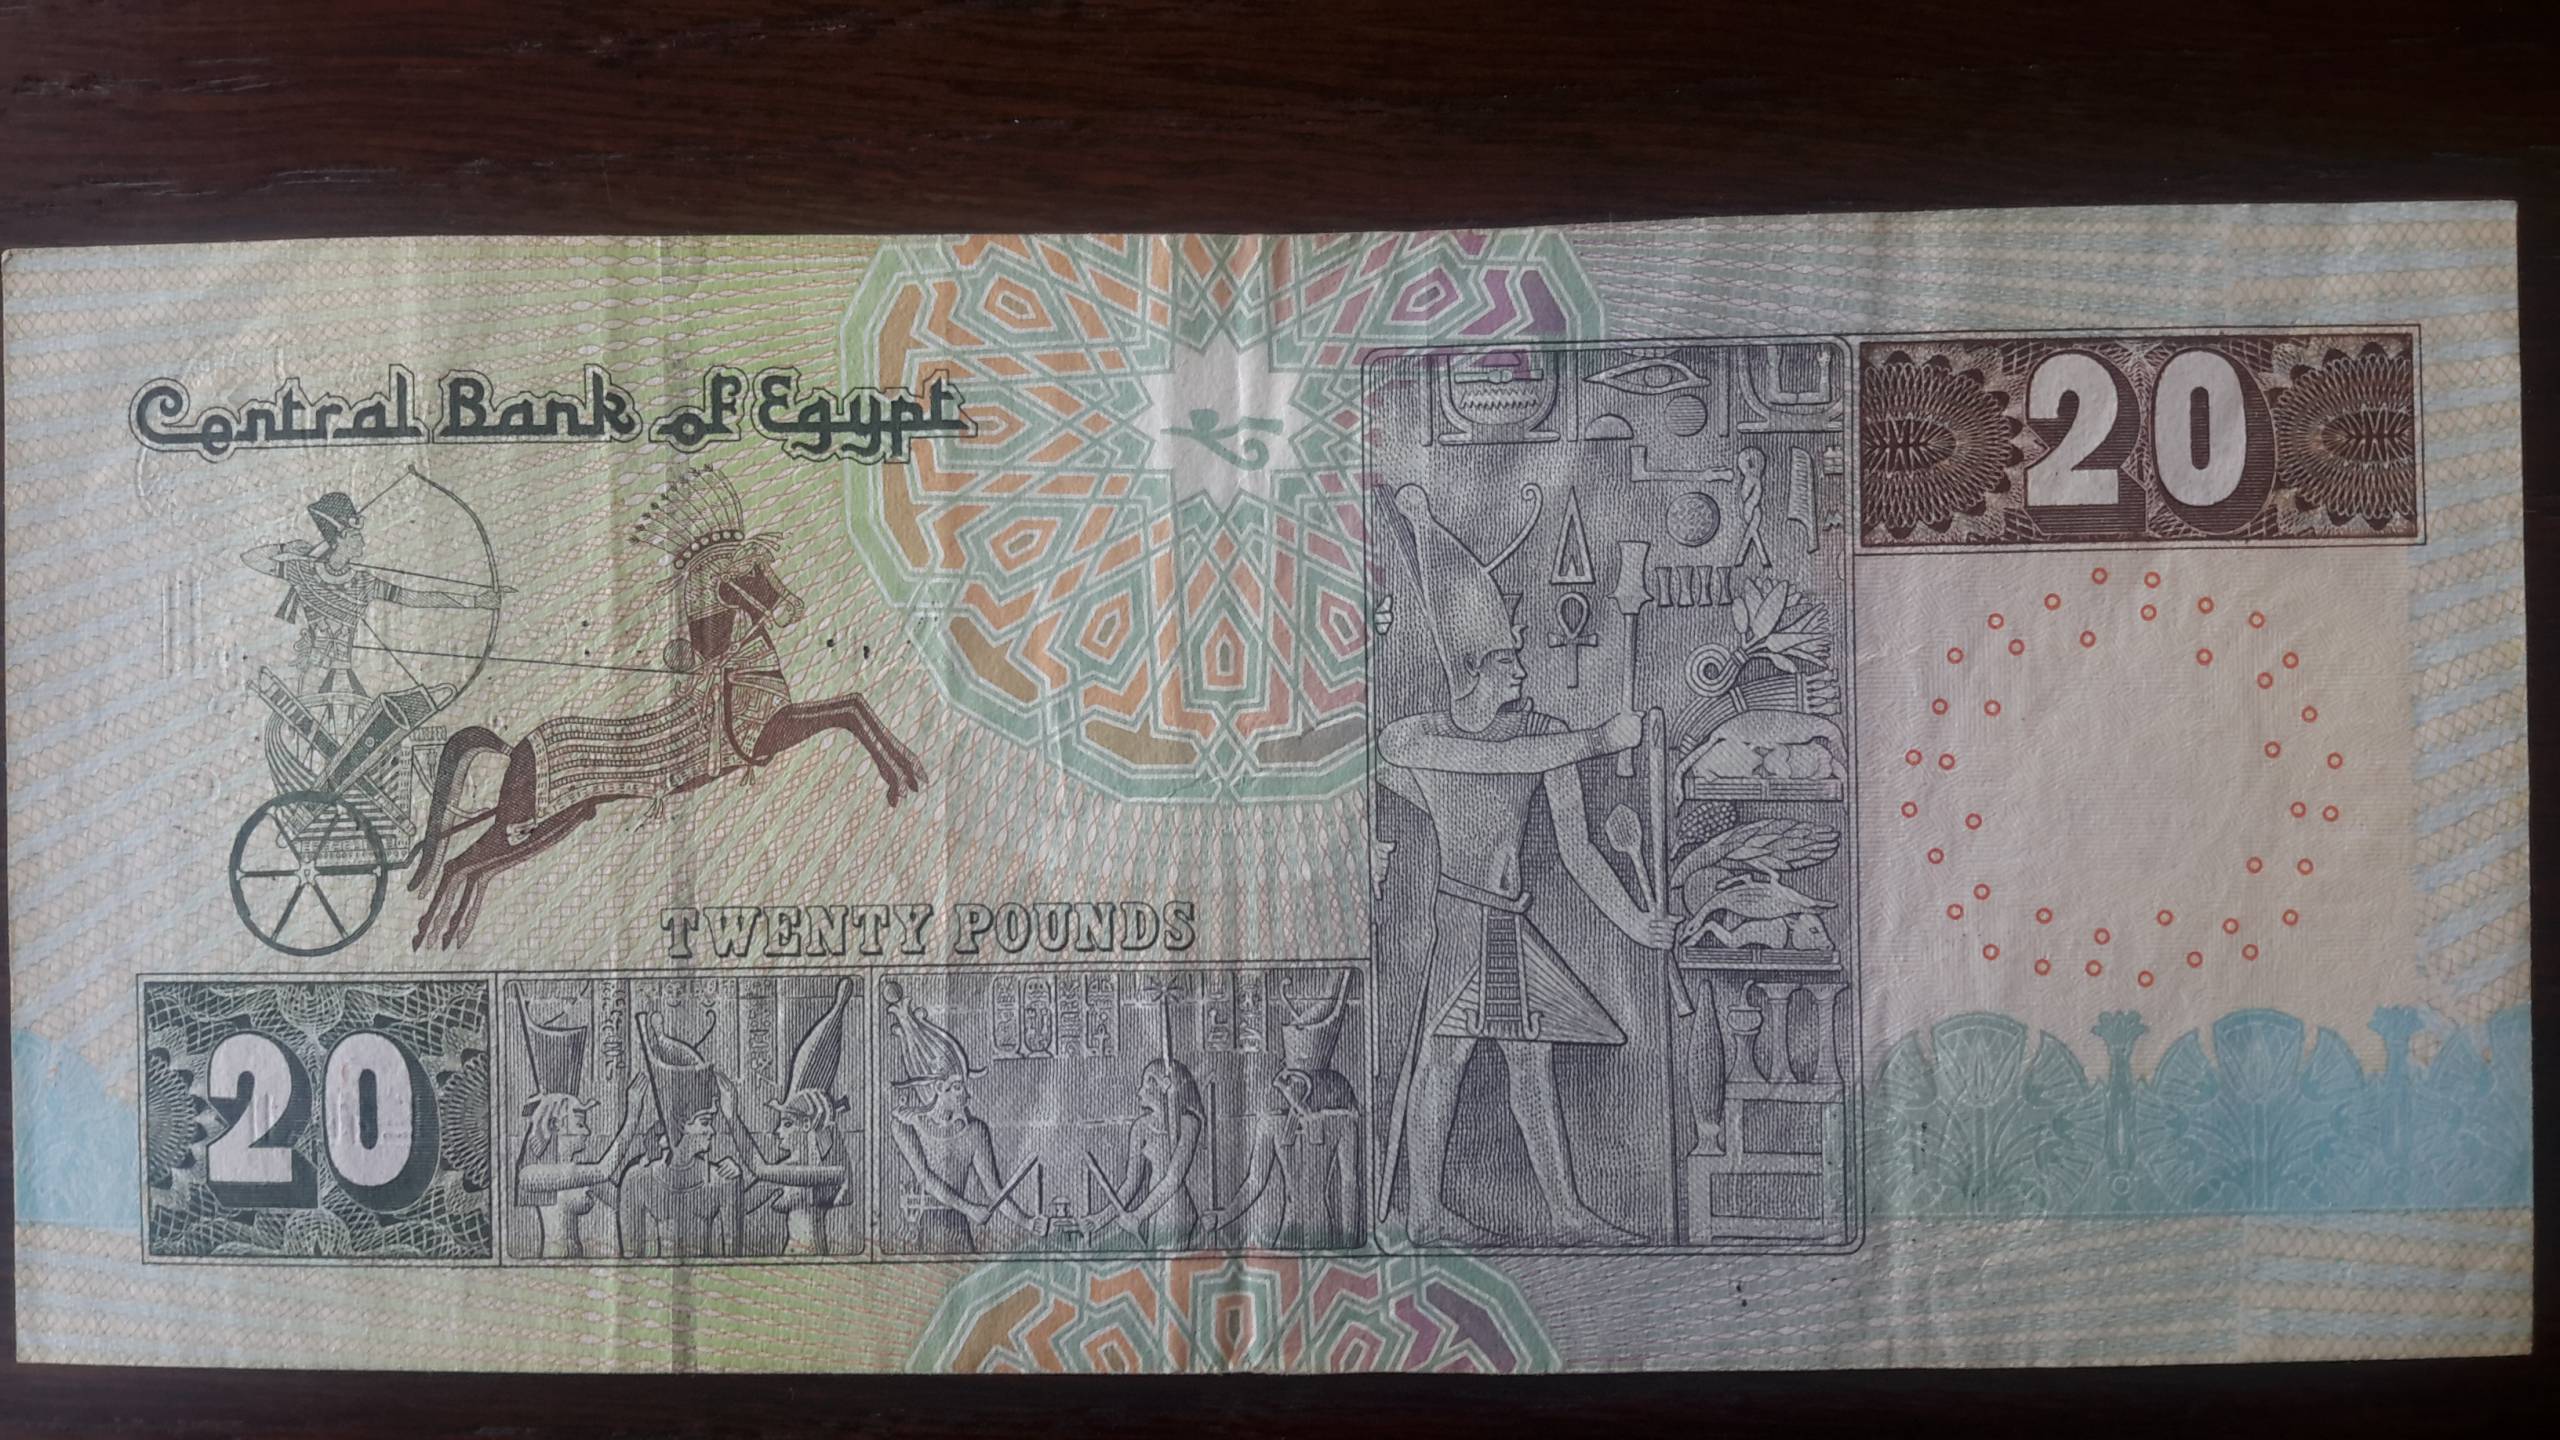 Central Bank of Egypt
20
TWENTY POUNDS
20